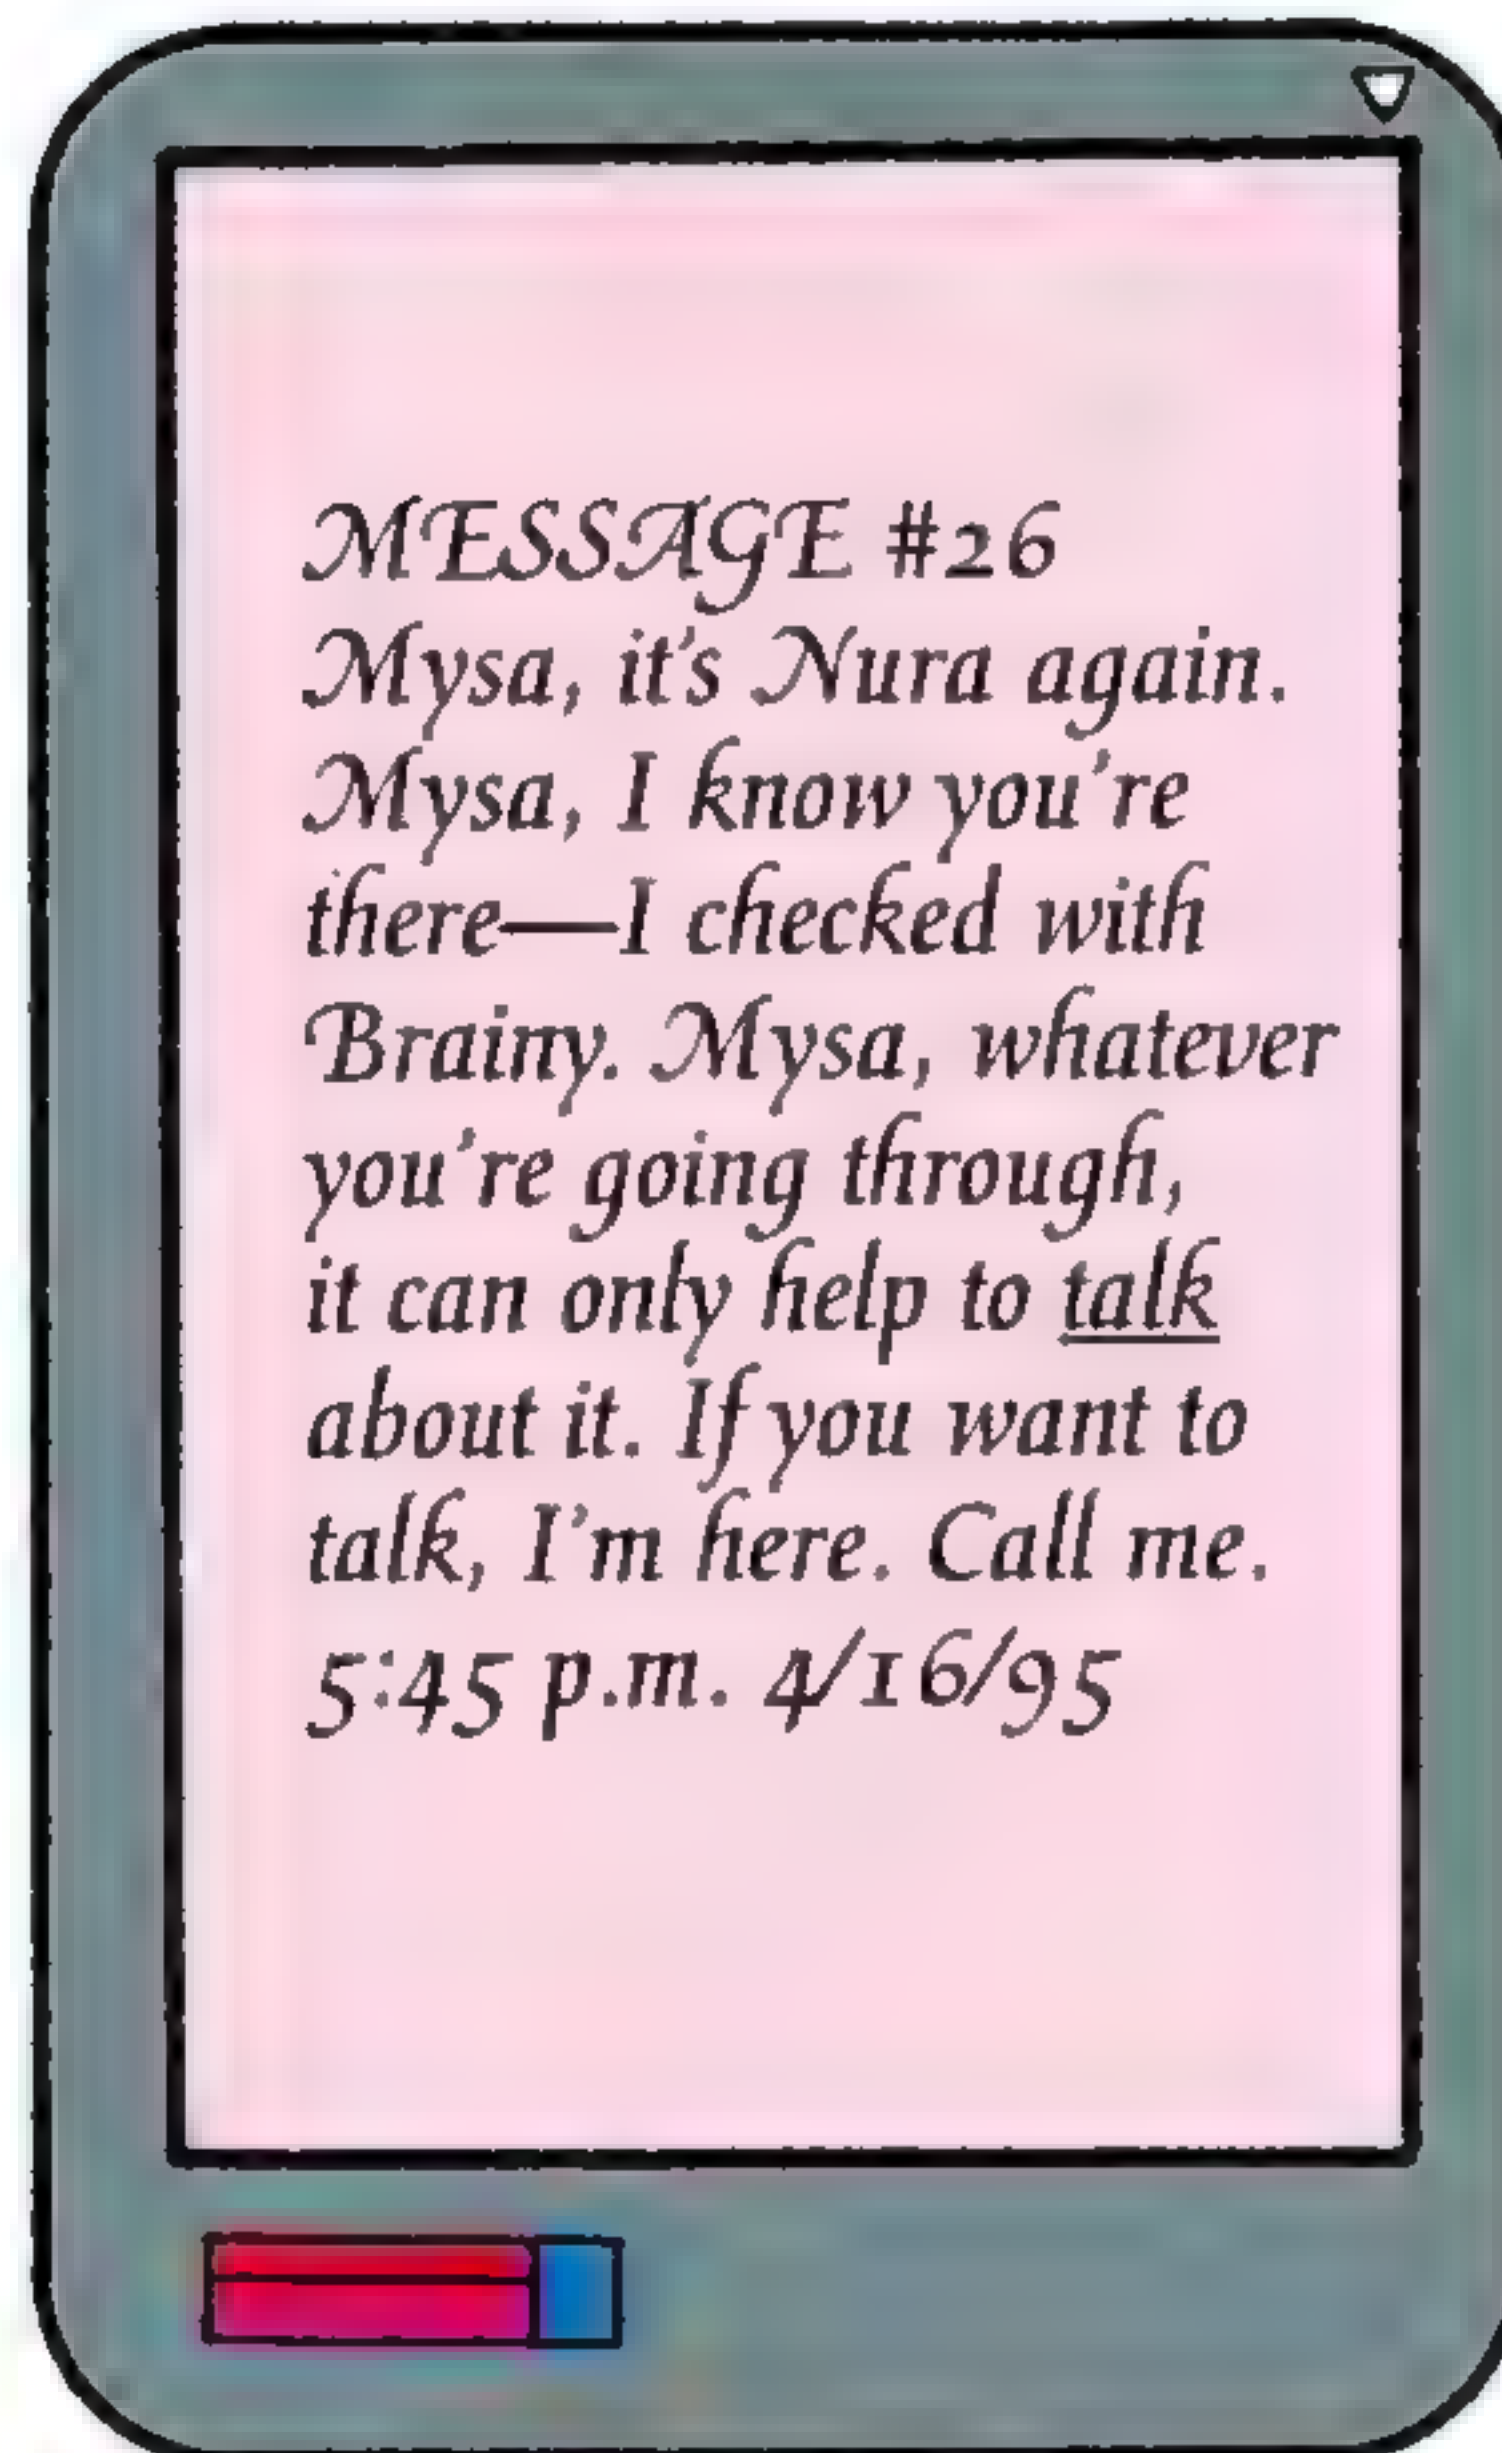 MESSAGE #26
Mysa, it's Nura again.
Mysa, I know you're
there—I checked with
Brainy. Mysa, whatever
you're going through,
it can only help to talk
about it. If you want to
talk, I'm here. Call me.
5:45 p.m. 4/16/95